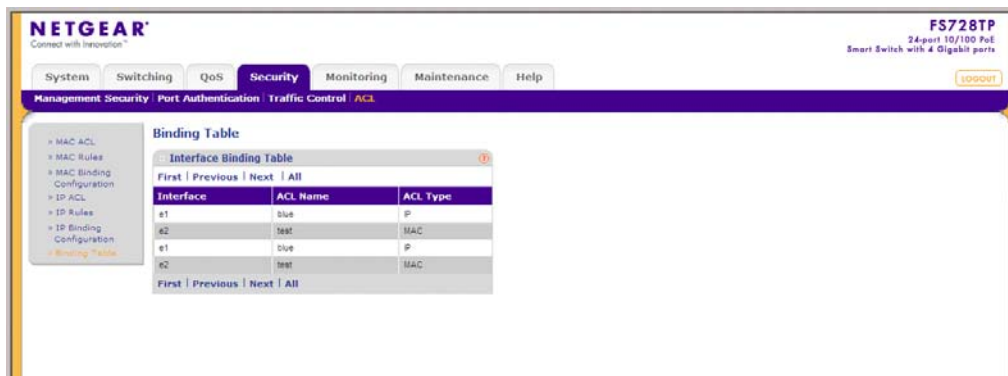 NETGEAR
Connect with Innovation™
FS728TP
24-port 10/100 PoE
Smart Switch with 4 Gigabit ports
System Switching QoS Security Monitoring Maintenance Help
LOGOUT
Management Security | Port Authentication | Traffic Control | ACL
» MAC ACL
» MAC Rules
» MAC Binding
Configuration
» IP ACL
» IP Rules
» IP Binding
Configuration
» Binding Table
Binding Table
Interface Binding Table ?
First | Previous | Next | All
Interface ACL Name ACL Type
e1 blue IP
e2 test MAC
e1 blue IP
e2 test MAC
First | Previous | Next | All